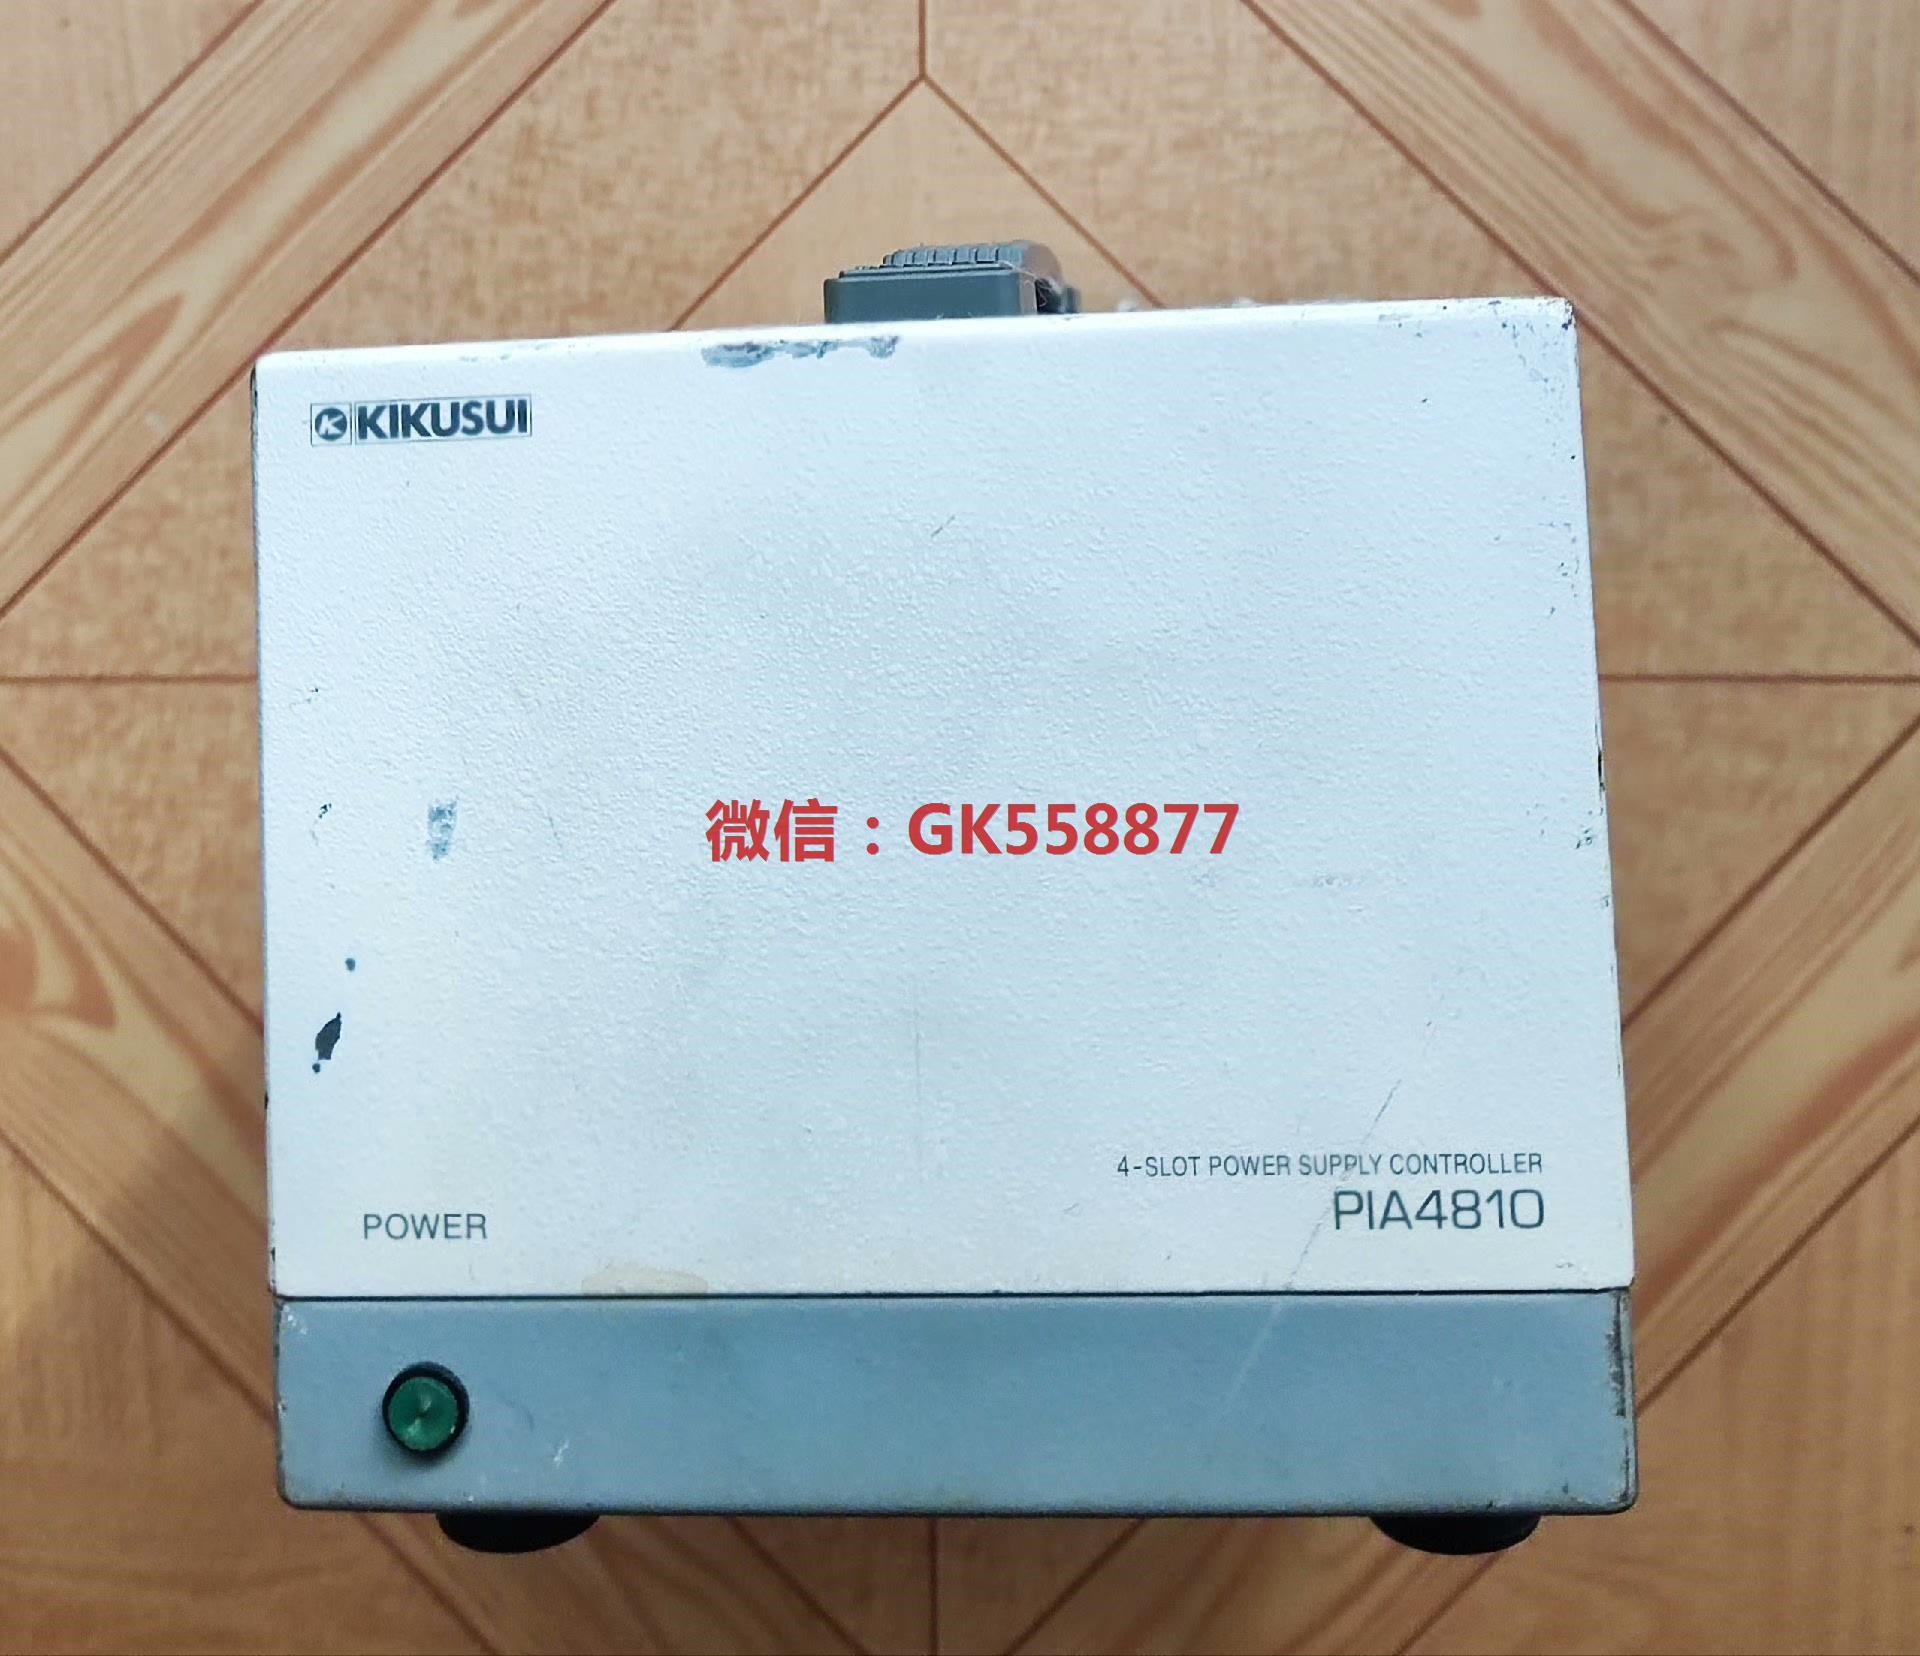 KIKUSUI
微信：GK558877
4-SLOT POWER SUPPLY CONTROLLER
PIA4810
POWER